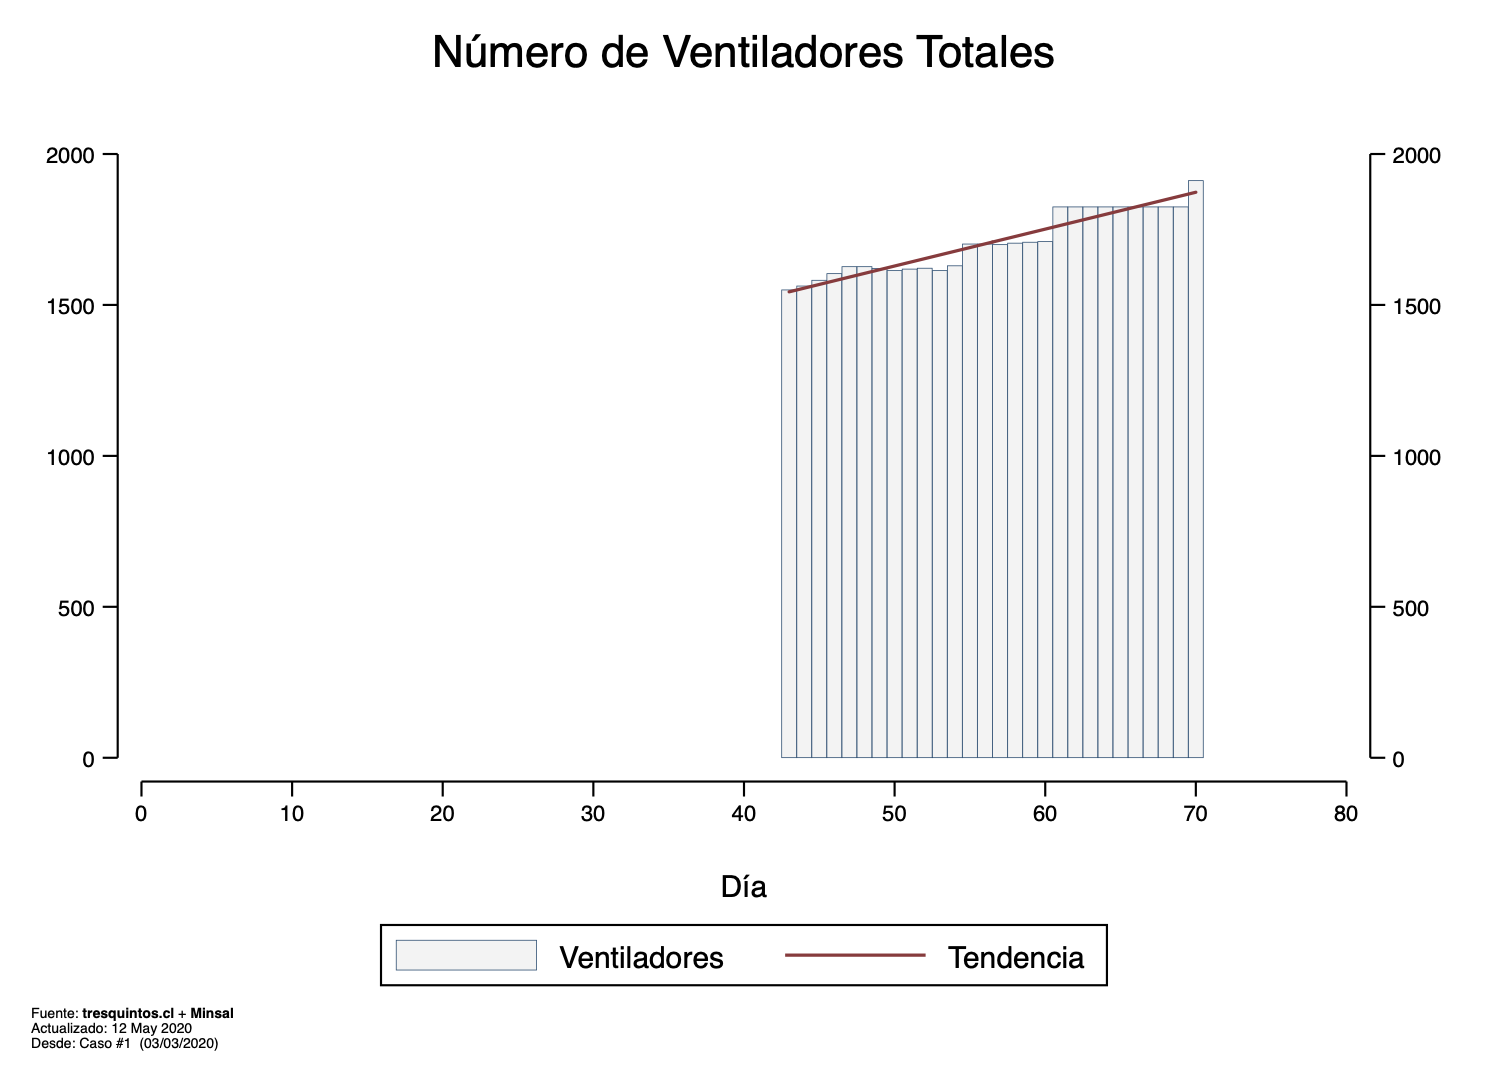 Número de Ventiladores Totales
2000 2000
1500 1500
1000 1000
500 500
0 0
0 10 20 30 40 50 60 70 80
Día
Ventiladores Tendencia
Fuente: tresquintos.cl + Minsal
Actualizado: 12 May 2020
Desde: Caso #1 (03/03/2020)